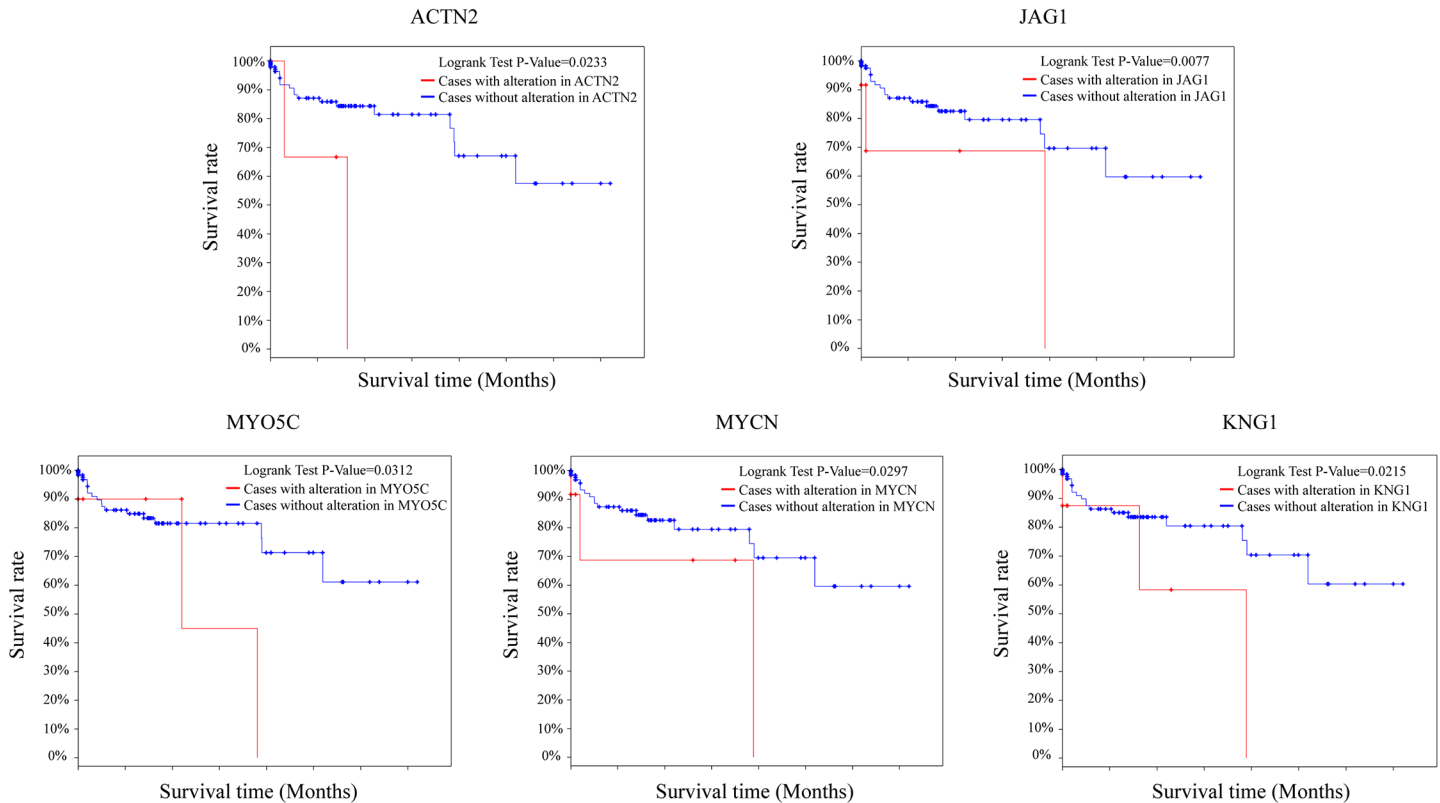 ACTN2
Logrank Test P-Value=0.0233
Cases with alteration in ACTN2
Cases without alteration in ACTN2
100%
90%
80%
70%
60%
50%
40%
30%
20%
10%
0%
Survival rate
Survival time (Months)
JAG1
Logrank Test P-Value=0.0077
Cases with alteration in JAG1
Cases without alteration in JAG1
100%
90%
80%
70%
60%
50%
40%
30%
20%
10%
0%
Survival rate
Survival time (Months)
MYO5C
Logrank Test P-Value=0.0312
Cases with alteration in MYO5C
Cases without alteration in MYO5C
100%
90%
80%
70%
60%
50%
40%
30%
20%
10%
0%
Survival rate
Survival time (Months)
MYCN
Logrank Test P-Value=0.0297
Cases with alteration in MYCN
Cases without alteration in MYCN
100%
90%
80%
70%
60%
50%
40%
30%
20%
10%
0%
Survival rate
Survival time (Months)
KNG1
Logrank Test P-Value=0.0215
Cases with alteration in KNG1
Cases without alteration in KNG1
100%
90%
80%
70%
60%
50%
40%
30%
20%
10%
0%
Survival rate
Survival time (Months)